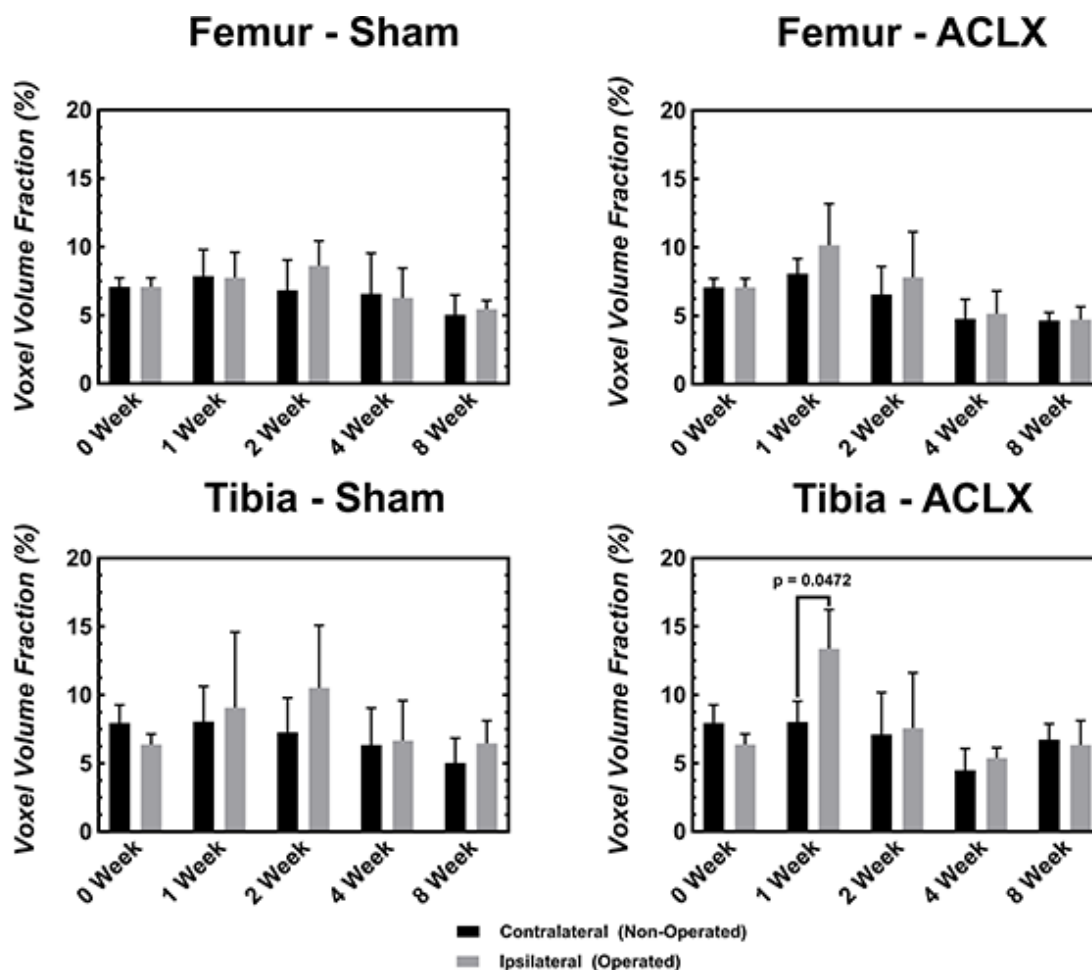 Femur - Sham
Voxel Volume Fraction (%)
20
15
10
5
0
0 Week
1 Week
2 Week
4 Week
8 Week
Femur - ACLX
Voxel Volume Fraction (%)
20
15
10
5
0
0 Week
1 Week
2 Week
4 Week
8 Week
Tibia - Sham
Voxel Volume Fraction (%)
20
15
10
5
0
0 Week
1 Week
2 Week
4 Week
8 Week
Tibia - ACLX
Voxel Volume Fraction (%)
20
15
10
5
0
p = 0.0472
0 Week
1 Week
2 Week
4 Week
8 Week
Contralateral (Non-Operated)
Ipsilateral (Operated)